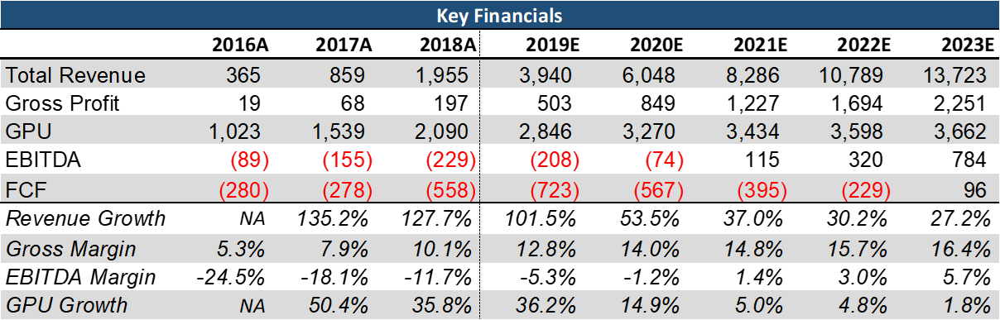 Key Financials
2016A 2017A 2018A 2019E 2020E 2021E 2022E 2023E
Total Revenue 365 859 1,955 3,940 6,048 8,286 10,789 13,723
Gross Profit 19 68 197 503 849 1,227 1,694 2,251
GPU 1,023 1,539 2,090 2,846 3,270 3,434 3,598 3,662
EBITDA (89) (155) (229) (208) (74) 115 320 784
FCF (280) (278) (558) (723) (567) (395) (229) 96
Revenue Growth NA 135.2% 127.7% 101.5% 53.5% 37.0% 30.2% 27.2%
Gross Margin 5.3% 7.9% 10.1% 12.8% 14.0% 14.8% 15.7% 16.4%
EBITDA Margin -24.5% -18.1% -11.7% -5.3% -1.2% 1.4% 3.0% 5.7%
GPU Growth NA 50.4% 35.8% 36.2% 14.9% 5.0% 4.8% 1.8%